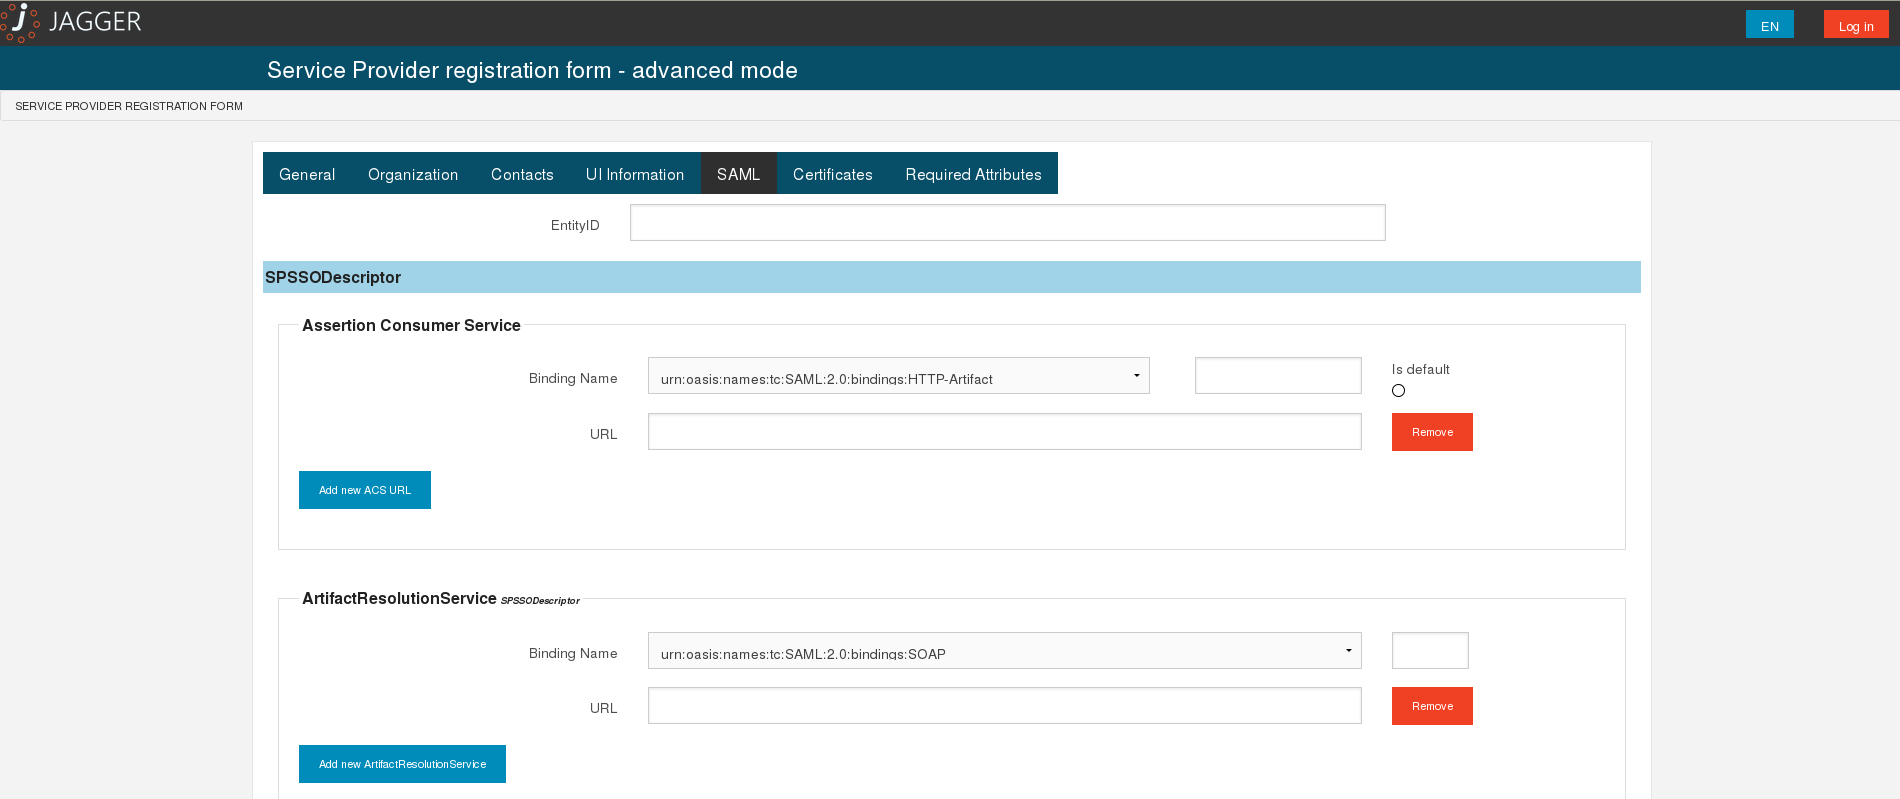 JAGGER
EN
Log in
Service Provider registration form - advanced mode
SERVICE PROVIDER REGISTRATION FORM
General Organization Contacts UI Information SAML Certificates Required Attributes
EntityID
SPSSODescriptor
Assertion Consumer Service
Binding Name urn:oasis:names:tc:SAML:2.0:bindings:HTTP-Artifact Is default
URL Remove
Add new ACS URL
ArtifactResolutionService SPSSODescriptor
Binding Name urn:oasis:names:tc:SAML:2.0:bindings:SOAP
URL Remove
Add new ArtifactResolutionService